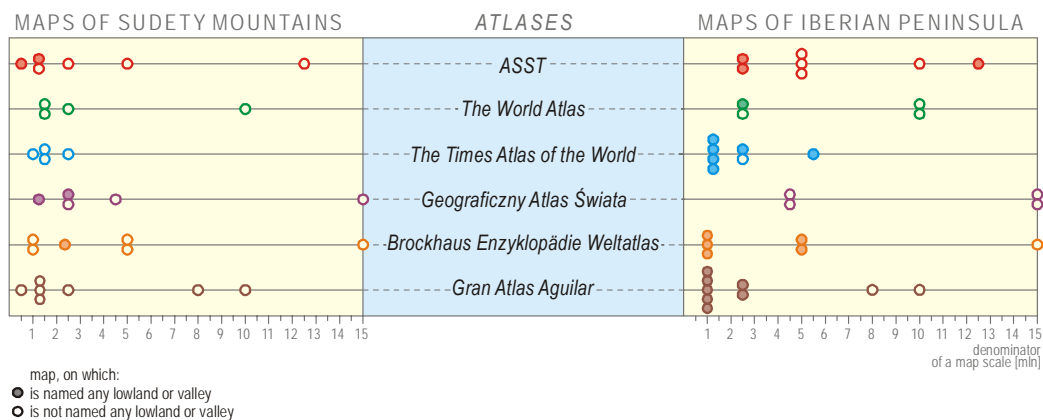 MAPS OF SUDETY MOUNTAINS
ATLASES
MAPS OF IBERIAN PENINSULA
ASST
The World Atlas
The Times Atlas of the World
Geograficzny Atlas Świata
Brockhaus Enzyklopädie Weltatlas
Gran Atlas Aguilar
1 2 3 4 5 6 7 8 9 10 11 12 13 14 15
1 2 3 4 5 6 7 8 9 10 11 12 13 14 15
denominator
of a map scale [mln]
map, on which:
is named any lowland or valley
is not named any lowland or valley